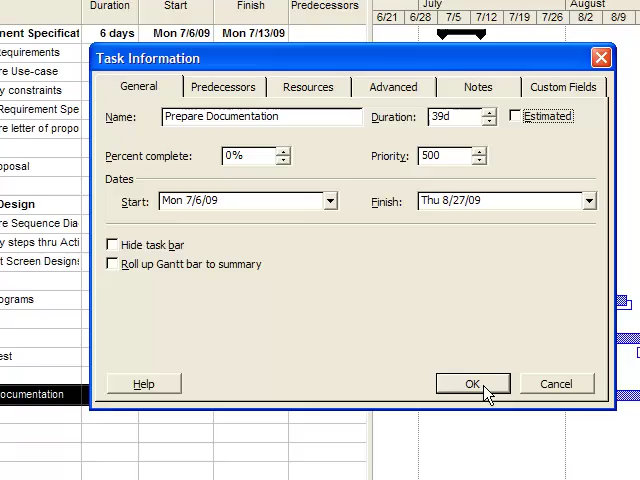 Duration Start Finish Predecessors July August
6/21 6/28 7/5 7/12 7/19 7/26 8/2 8/9
ment Specificat 6 days Mon 7/6/09 Mon 7/13/09
Requirements
re Use-case
y constraints
Requirement Spe
re letter of propo
oposal
Design
re Sequence Dia
y steps thru Acti
t Screen Designs
ograms
est
ocumentation
Task Information
General Predecessors Resources Advanced Notes Custom Fields
Name: Prepare Documentation Duration: 39d Estimated
Percent complete: 0% Priority: 500
Dates
Start: Mon 7/6/09 Finish: Thu 8/27/09
Hide task bar
Roll up Gantt bar to summary
Help OK Cancel